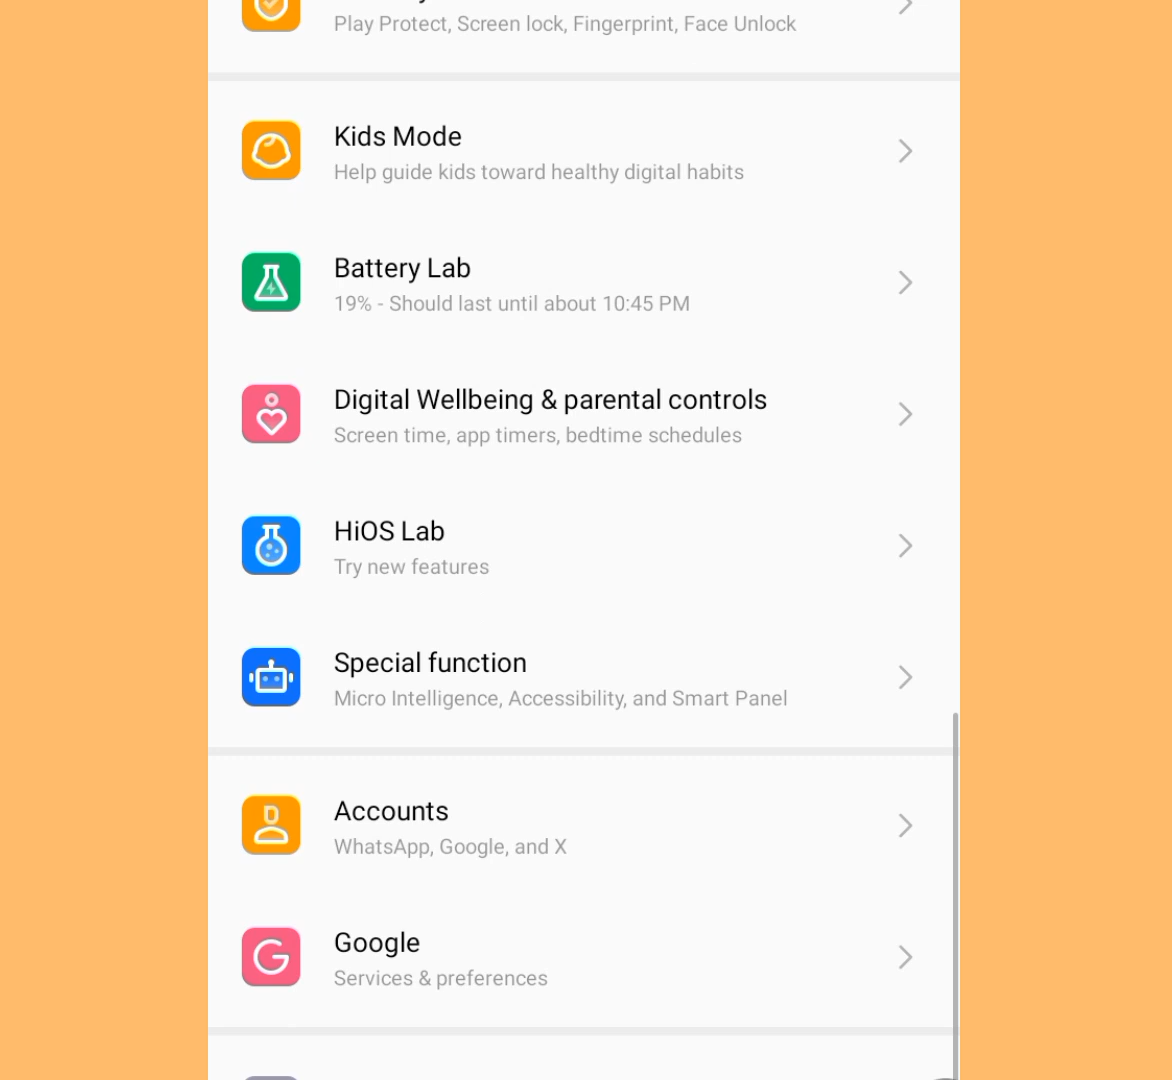 Play Protect, Screen lock, Fingerprint, Face Unlock
Kids Mode
Help guide kids toward healthy digital habits
Battery Lab
19% - Should last until about 10:45 PM
Digital Wellbeing & parental controls
Screen time, app timers, bedtime schedules
HiOS Lab
Try new features
Special function
Micro Intelligence, Accessibility, and Smart Panel
Accounts
WhatsApp, Google, and X
Google
Services & preferences